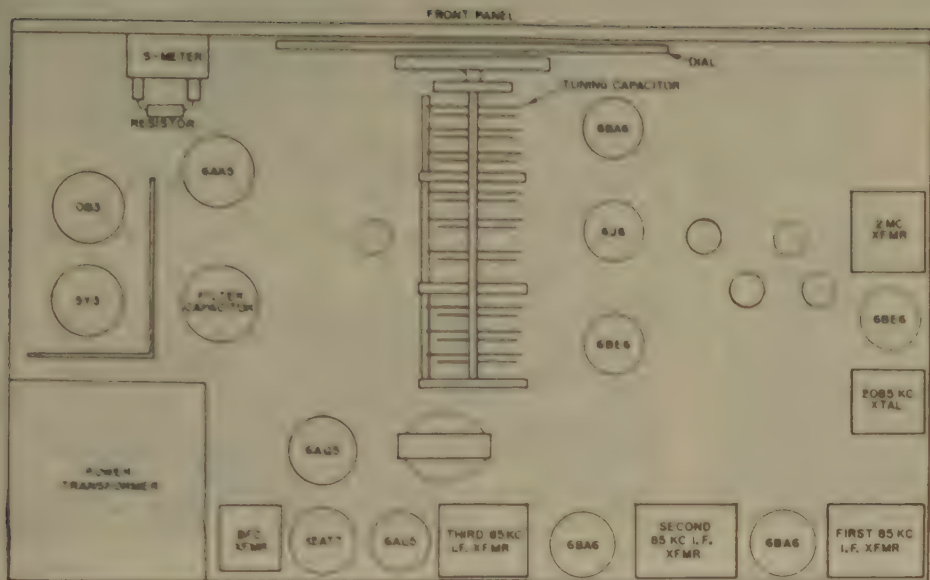 FRONT PANEL
S-METER
DIAL
TUNING CAPACITOR
RESISTOR
6BA6
6AK5
OB3
2 MC
XFMR
6J6
5Y3
FILTER
CAPACITOR
6BE6
6BE6
2085 KC
XTAL
6AQ5
POWER
TRANSFORMER
BFO
XFMR
12AT7
6AL5
THIRD 85 KC
I.F. XFMR
6BA6
SECOND
85 KC I.F.
XFMR
6BA6
FIRST 85 KC
I.F. XFMR